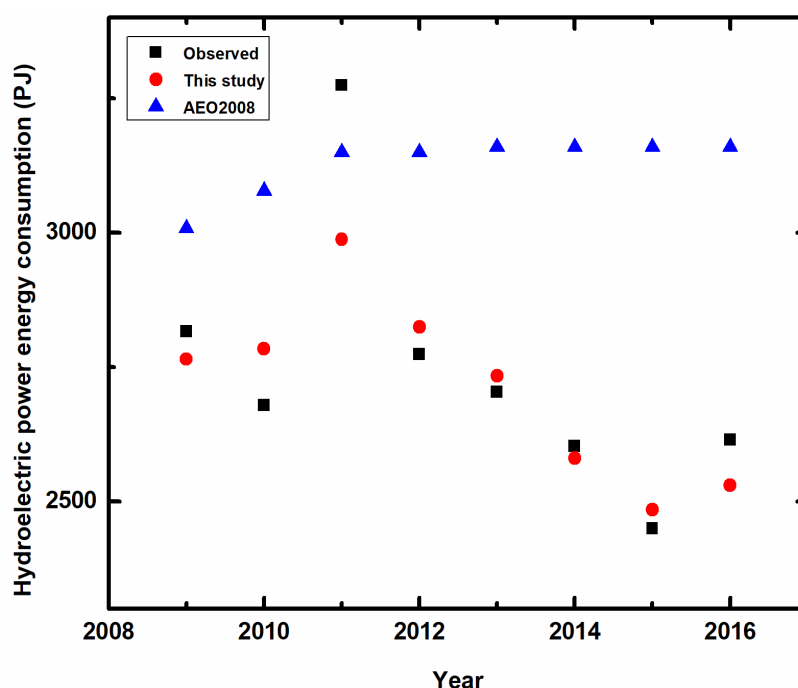 Observed
This study
AEO2008
Hydroelectric power energy consumption (PJ)
3000
2500
2008 2010 2012 2014 2016
Year